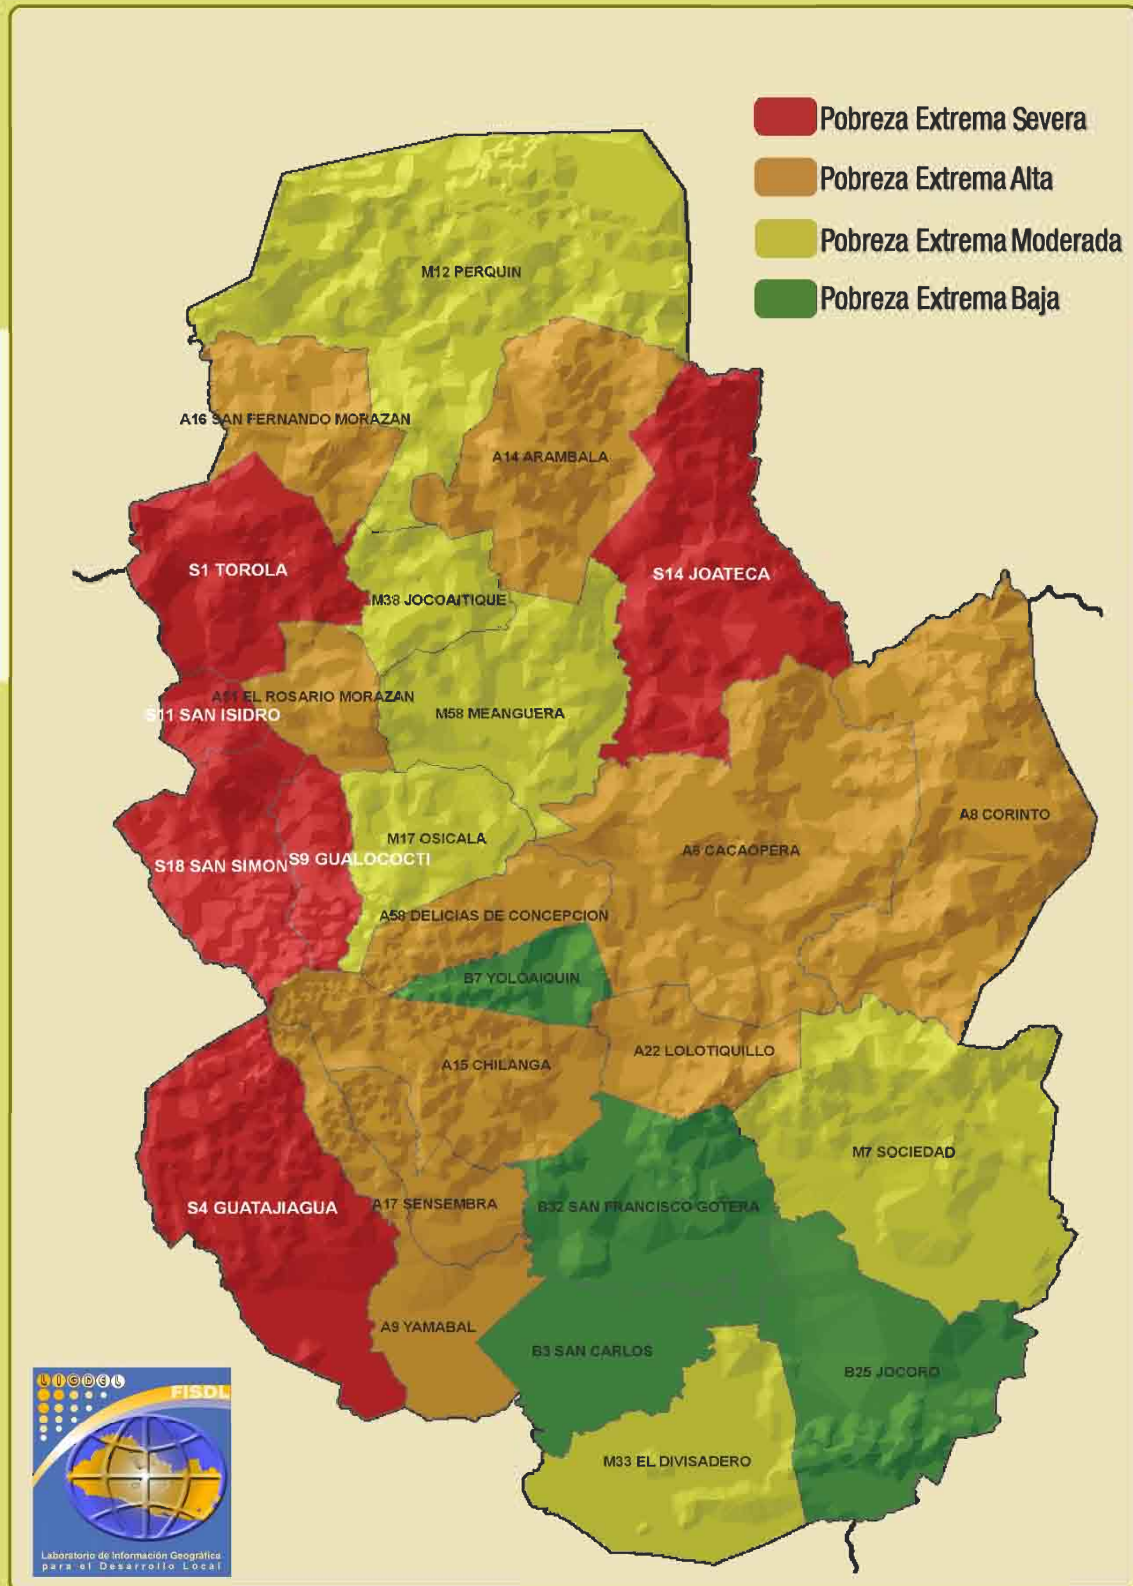 Pobreza Extrema Severa
Pobreza Extrema Alta
Pobreza Extrema Moderada
Pobreza Extrema Baja
M12 PERQUIN
A16 SAN FERNANDO MORAZAN
A14 ARAMBALA
S1 TOROLA
S14 JOATECA
M38 JOCOAITIQUE
EL ROSARIO MORAZAN
S11 SAN ISIDRO
M58 MEANGUERA
A8 CORINTO
M17 OSICALA
A6 CACAOPERA
S18 SAN SIMON
S9 GUALOCOCTI
A58 DELICIAS DE CONCEPCION
B7 YOLOAIQUIN
A22 LOLOTIQUILLO
A15 CHILANGA
M7 SOCIEDAD
S4 GUATAJIAGUA
A17 SENSEMBRA
B32 SAN FRANCISCO GOTERA
A9 YAMABAL
B3 SAN CARLOS
B25 JOCORO
M33 EL DIVISADERO
LIGDEL
FISDL
Laboratorio de Información Geográfica
para el Desarrollo Local